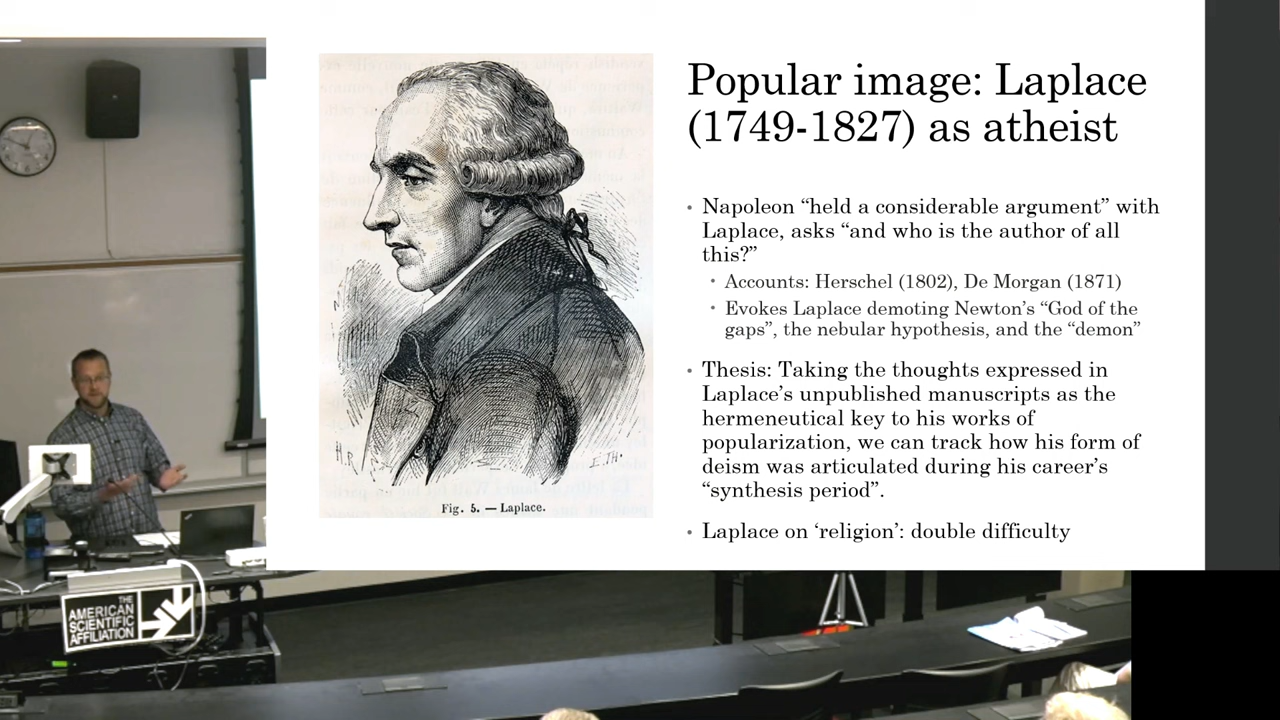 Popular image: Laplace
(1749-1827) as atheist
• Napoleon “held a considerable argument” with
Laplace, asks “and who is the author of all
this?”
• Accounts: Herschel (1802), De Morgan (1871)
• Evokes Laplace demoting Newton’s “God of the
gaps”, the nebular hypothesis, and the “demon”
• Thesis: Taking the thoughts expressed in
Laplace’s unpublished manuscripts as the
hermeneutical key to his works of
popularization, we can track how his form of
deism was articulated during his career’s
“synthesis period”.
• Laplace on ‘religion’: double difficulty
H.R
E.TH.
Fig. 5. — Laplace.
THE
AMERICAN
SCIENTIFIC
AFFILIATION